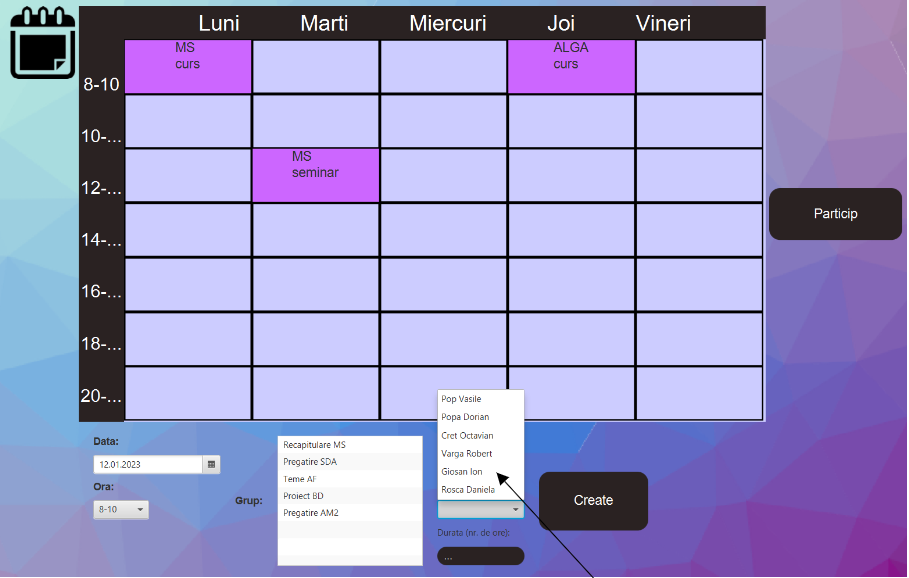 Luni Marti Miercuri Joi Vineri
MS ALGA
curs curs
8-10
10-...
MS
seminar
12-...
Particip
14-...
16-...
18-...
20-...
Pop Vasile
Popa Dorian
Cret Octavian
Varga Robert
Giosan Ion
Rosca Daniela
Data:
12.01.2023
Ora:
8-10
Grup:
Recapitulare MS
Pregatire SDA
Teme AF
Proiect BD
Pregatire AM2
Create
Durata (nr. de ore):
...